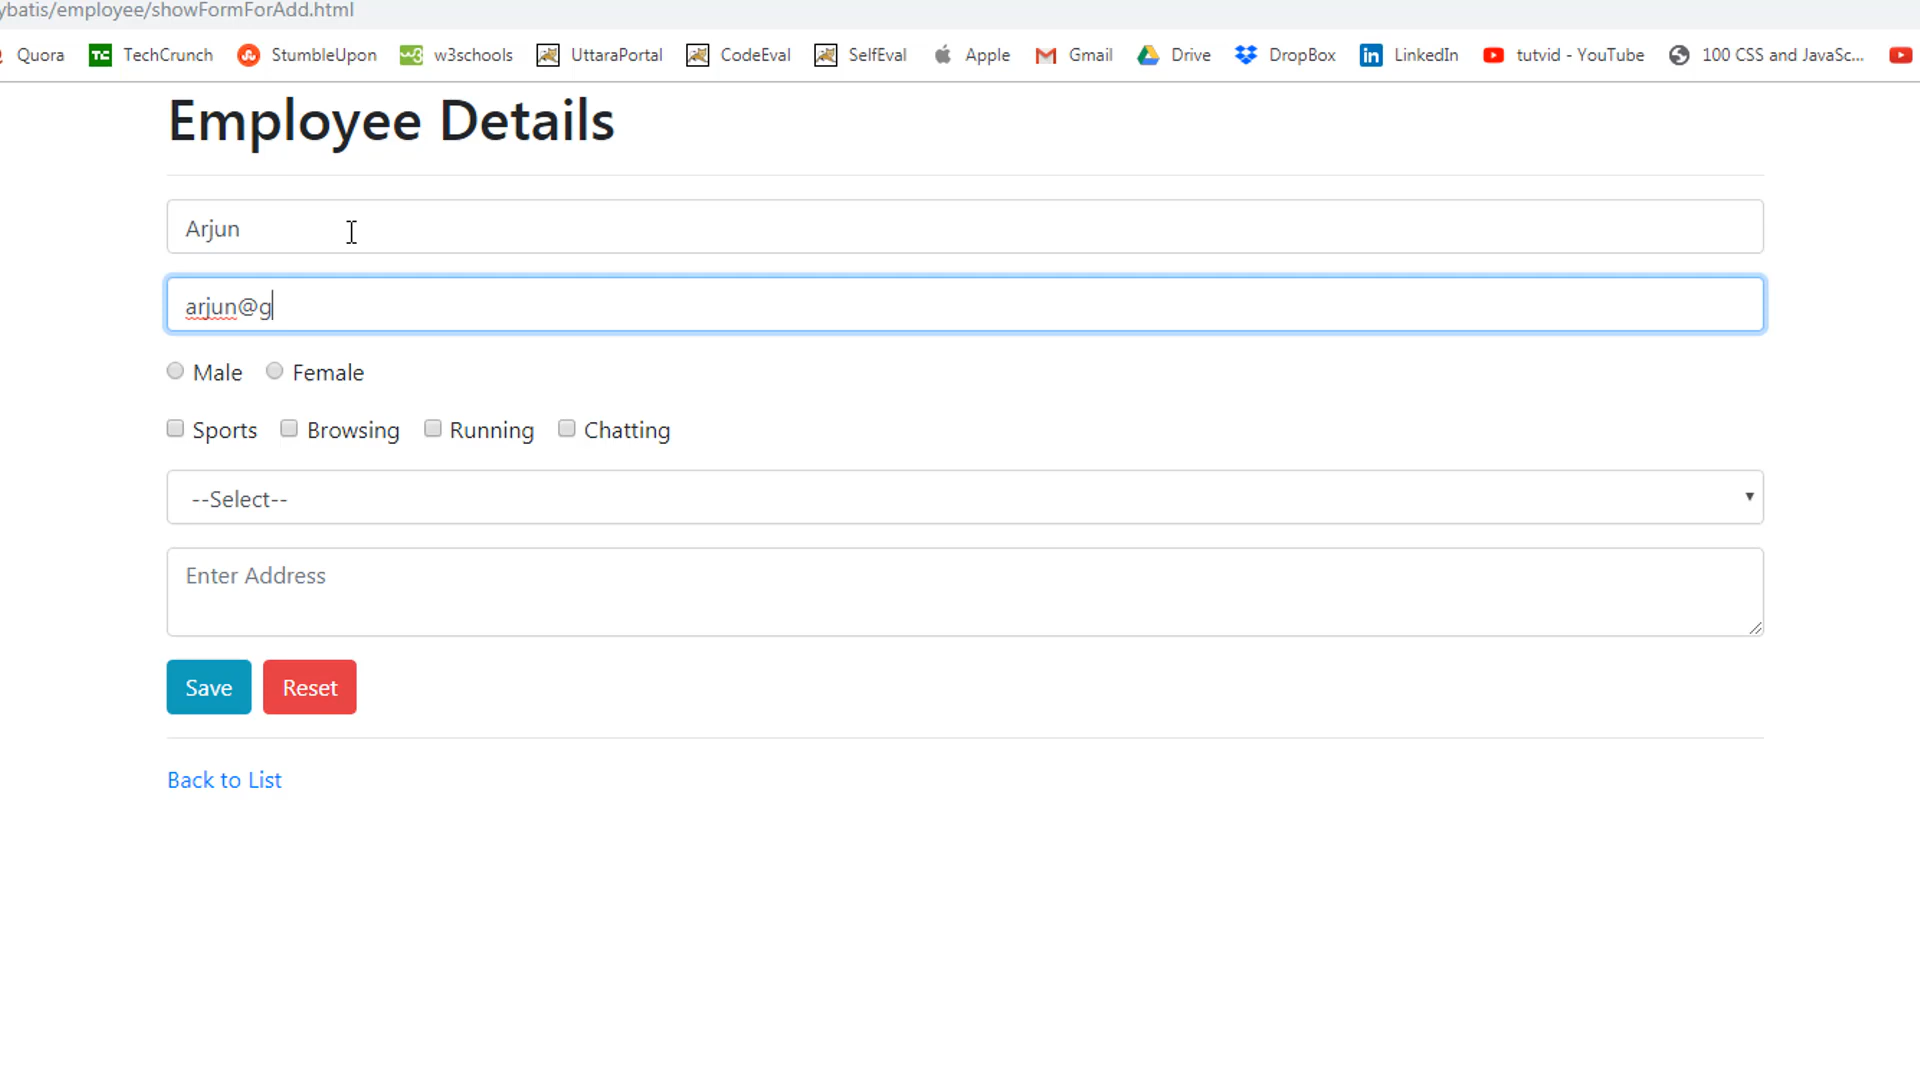 ybatis/employee/showFormForAdd.html
Quora TechCrunch StumbleUpon w3schools UttaraPortal CodeEval SelfEval Apple Gmail Drive DropBox LinkedIn tutvid - YouTube 100 CSS and JavaSc...
Employee Details
Arjun
arjun@g
Male Female
Sports Browsing Running Chatting
--Select--
Enter Address
Save Reset
Back to List